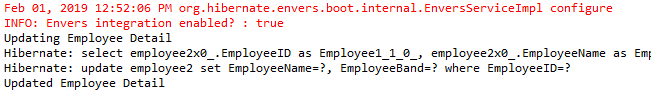 Feb 01, 2019 12:52:06 PM org.hibernate.envers.boot.internal.EnversServiceImpl configure
INFO: Envers integration enabled? : true
Updating Employee Detail
Hibernate: select employee2x0_.EmployeeID as Employee1_1_0_, employee2x0_.EmployeeName as Emp
Hibernate: update employee2 set EmployeeName=?, EmployeeBand=? where EmployeeID=?
Updated Employee Detail